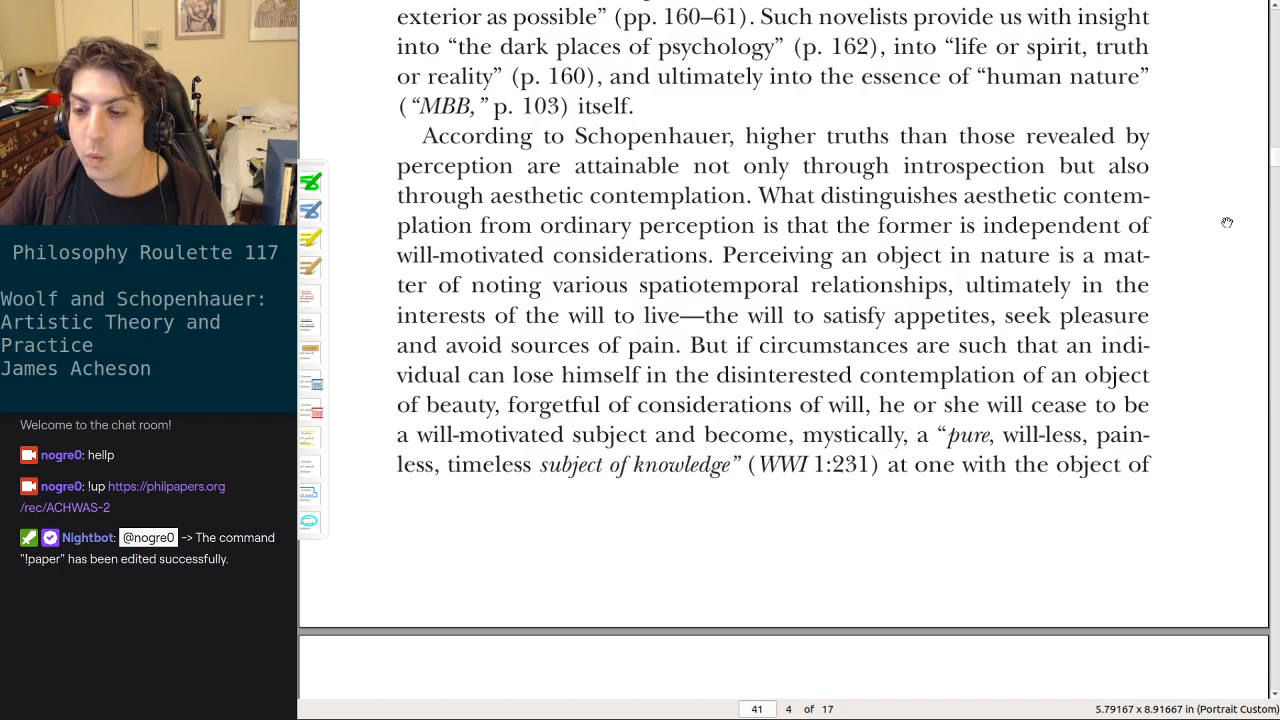 exterior as possible” (pp. 160–61). Such novelists provide us with insight
into “the dark places of psychology” (p. 162), into “life or spirit, truth
or reality” (p. 160), and ultimately into the essence of “human nature”
(“MBB,” p. 103) itself.
According to Schopenhauer, higher truths than those revealed by
perception are attainable not only through introspection but also
through aesthetic contemplation. What distinguishes aesthetic contem-
plation from ordinary perception is that the former is independent of
will-motivated considerations. Perceiving an object in nature is a mat-
ter of noting various spatiotemporal relationships, ultimately in the
interests of the will to live—the will to satisfy appetites, seek pleasure
and avoid sources of pain. But if circumstances are such that an indi-
vidual can lose himself in the disinterested contemplation of an object
of beauty, forgetful of considerations of will, he or she will cease to be
a will-motivated subject and become, ecstatically, a “pure, will-less, pain-
less, timeless subject of knowledge” (WWI 1:231) at one with the object of
Philosophy Roulette 117
Woolf and Schopenhauer:
Artistic Theory and
Practice
James Acheson
Welcome to the chat room!
nogre0: hellp
nogre0: !up https://philpapers.org
/rec/ACHWAS-2
Nightbot: @nogre0 -> The command
"!paper" has been edited successfully.
41 4 of 17 5.79167 x 8.91667 in (Portrait Custom)